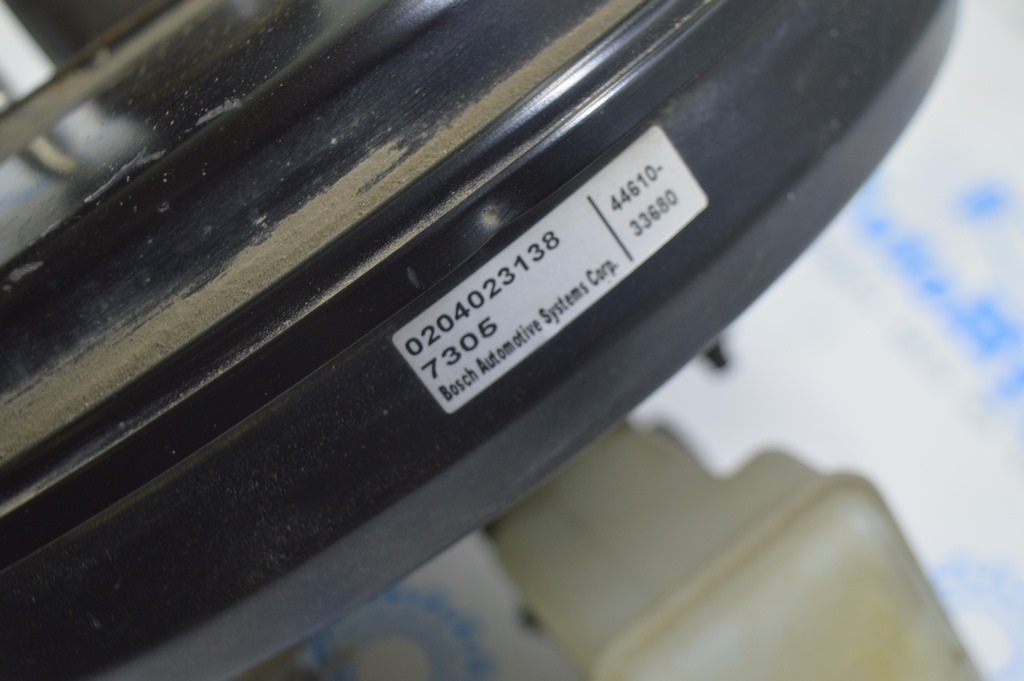 0204023138
7305
Bosch Automotive Systems Corp.
44610-
33680